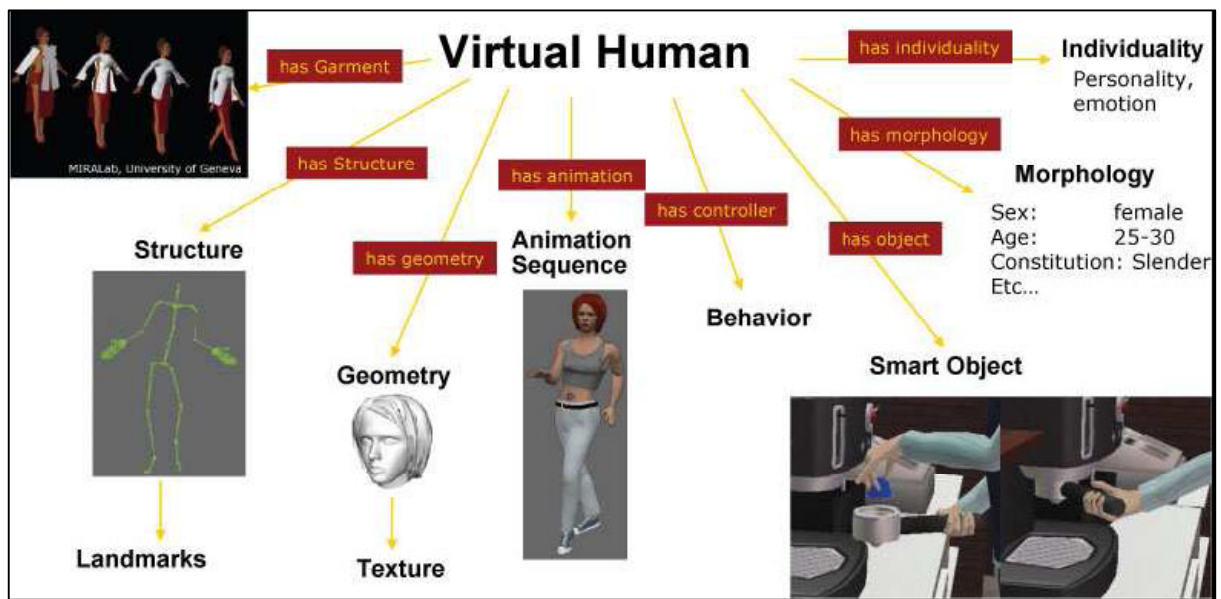 Virtual Human
has Garment
MIRALab, University of Geneva
has individuality
Individuality
Personality,
emotion
has morphology
Morphology
Sex: female
Age: 25-30
Constitution: Slender
Etc...
has Structure
Structure
Landmarks
has geometry
Geometry
Texture
has animation
Animation
Sequence
has controller
Behavior
has object
Smart Object